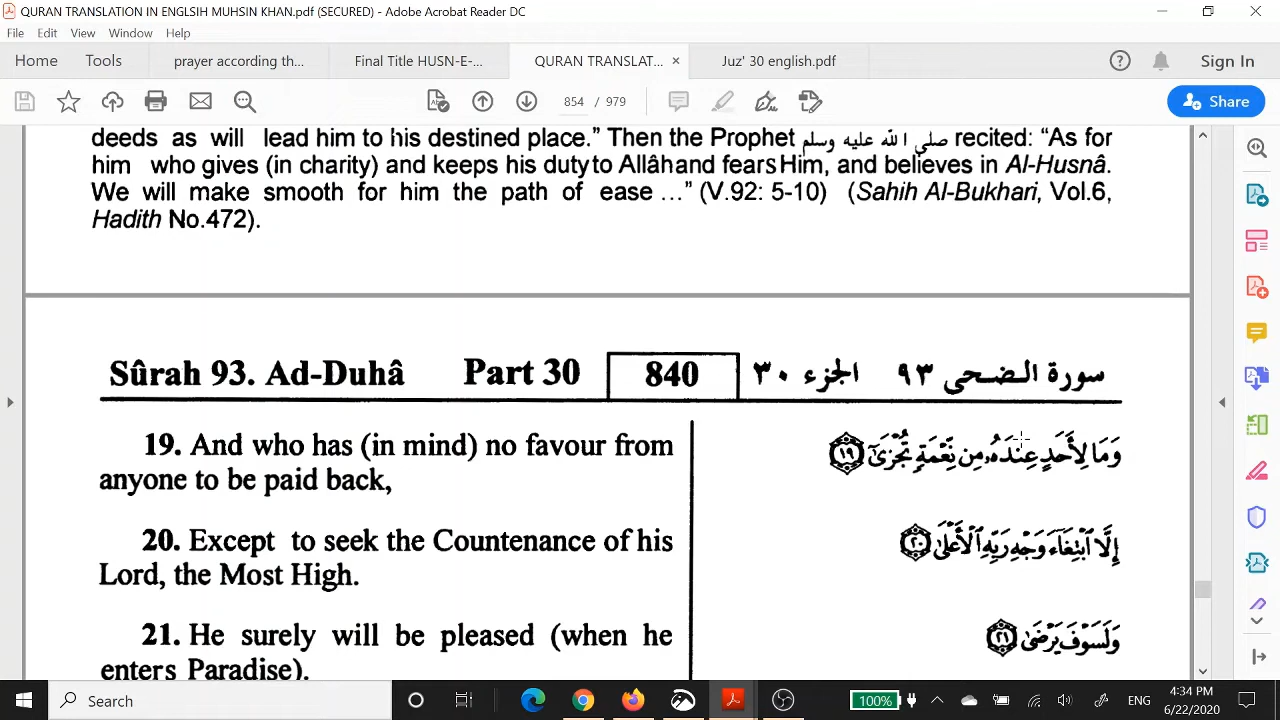 QURAN TRANSLATION IN ENGLSIH MUHSIN KHAN.pdf (SECURED) - Adobe Acrobat Reader DC
File Edit View Window Help
Home Tools prayer according th... Final Title HUSN-E-... QURAN TRANSLAT... × Juz' 30 english.pdf Sign In
854 / 979 Share
deeds as will lead him to his destined place.” Then the Prophet صلي الله عليه وسلم recited: “As for
him who gives (in charity) and keeps his duty to Allâh and fears Him, and believes in Al-Husnâ.
We will make smooth for him the path of ease ...” (V.92: 5-10) (Sahih Al-Bukhari, Vol.6,
Hadith No.472).
Sûrah 93. Ad-Duhâ Part 30 840 الجزء ٣٠ سورة الضحى ٩٣
19. And who has (in mind) no favour from
anyone to be paid back,
وَمَا لِأَحَدٍ عِندَهُۥ مِن نِّعۡمَةٖ تُجۡزَىٰٓ ١٩
20. Except to seek the Countenance of his
Lord, the Most High.
إِلَّا ٱبۡتِغَآءَ وَجۡهِ رَبِّهِ ٱلۡأَعۡلَىٰ ٢٠
21. He surely will be pleased (when he
enters Paradise).
وَلَسَوۡفَ يَرۡضَىٰ ٢١
Search 100% ENG 4:34 PM
6/22/2020